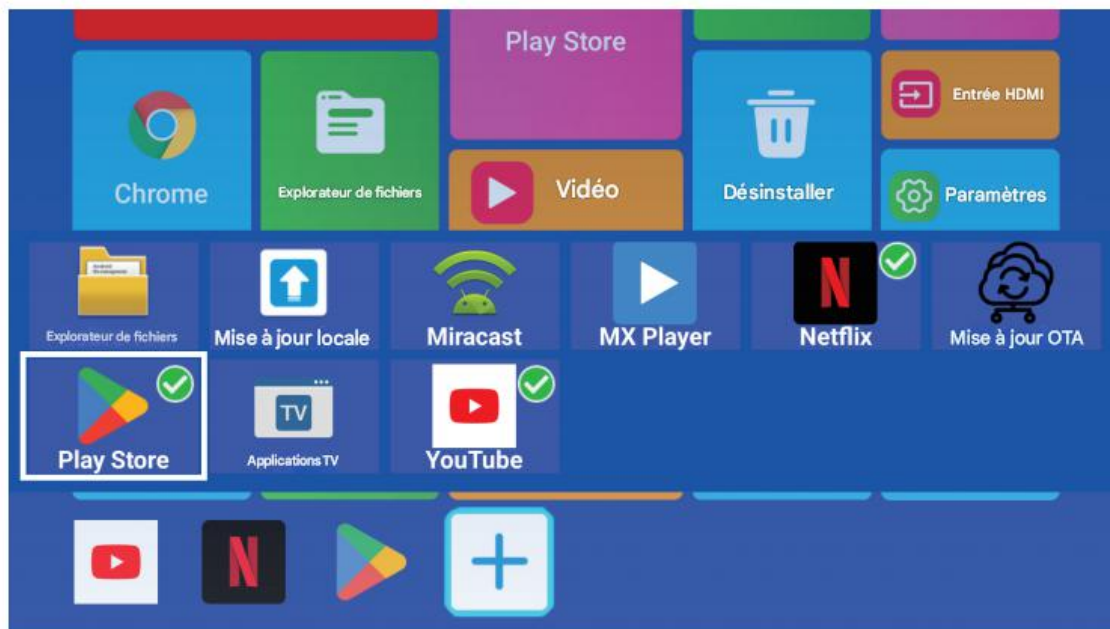 Play Store
Chrome
Explorateur de fichiers
Vidéo
Désinstaller
Entrée HDMI
Paramètres
Explorateur de fichiers
Mise à jour locale
Miracast
MX Player
Netflix
Mise à jour OTA
Play Store
TV
Applications TV
YouTube